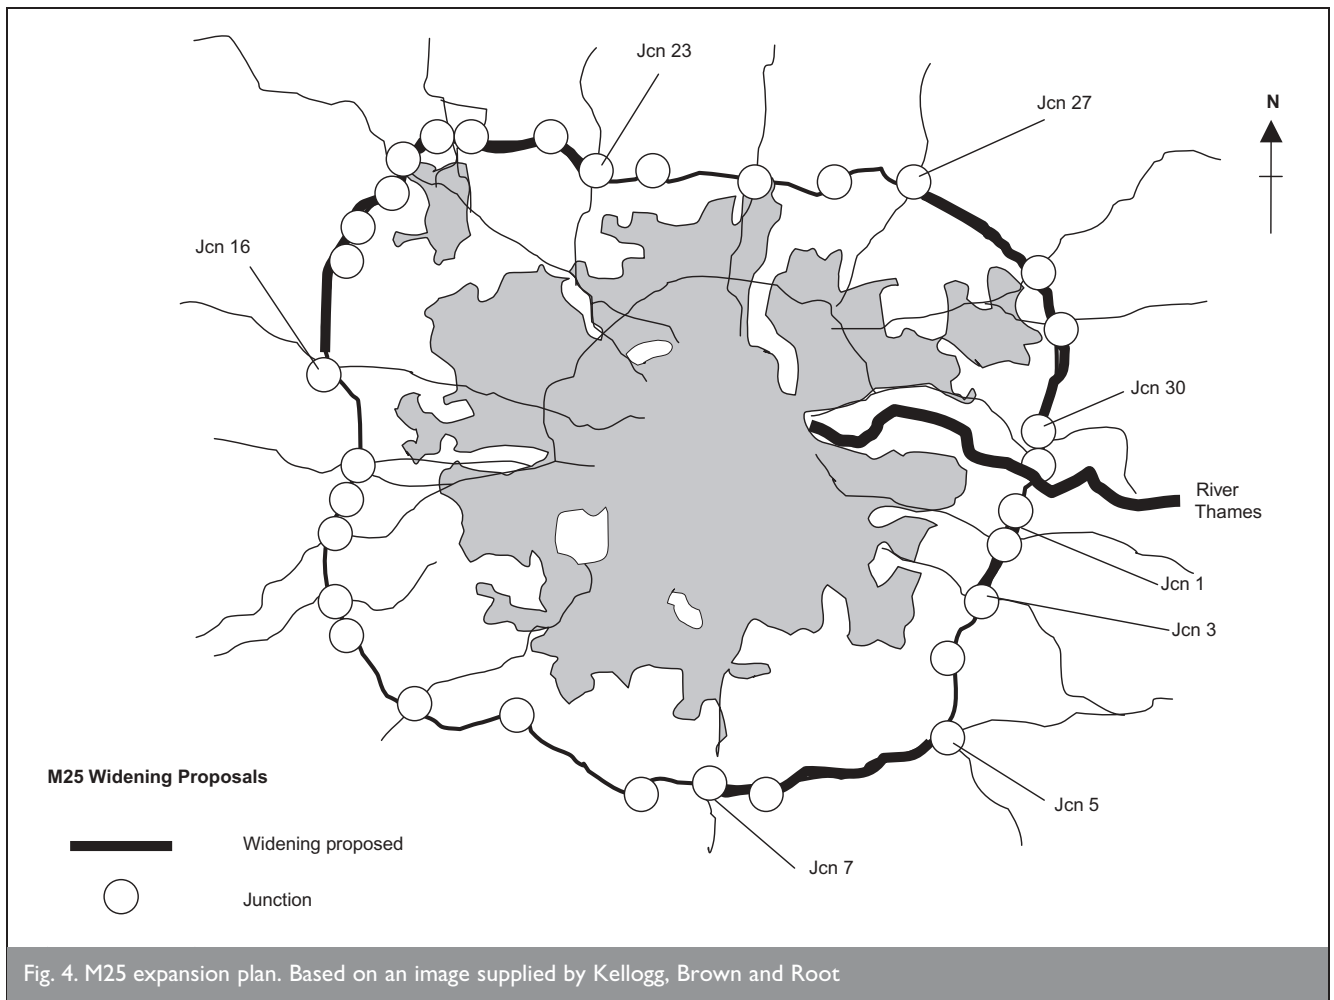 Jcn 23
Jcn 27
N
Jcn 16
Jcn 30
River
Thames
Jcn 1
Jcn 3
M25 Widening Proposals
Jcn 5
Widening proposed
Jcn 7
Junction
Fig. 4. M25 expansion plan. Based on an image supplied by Kellogg, Brown and Root